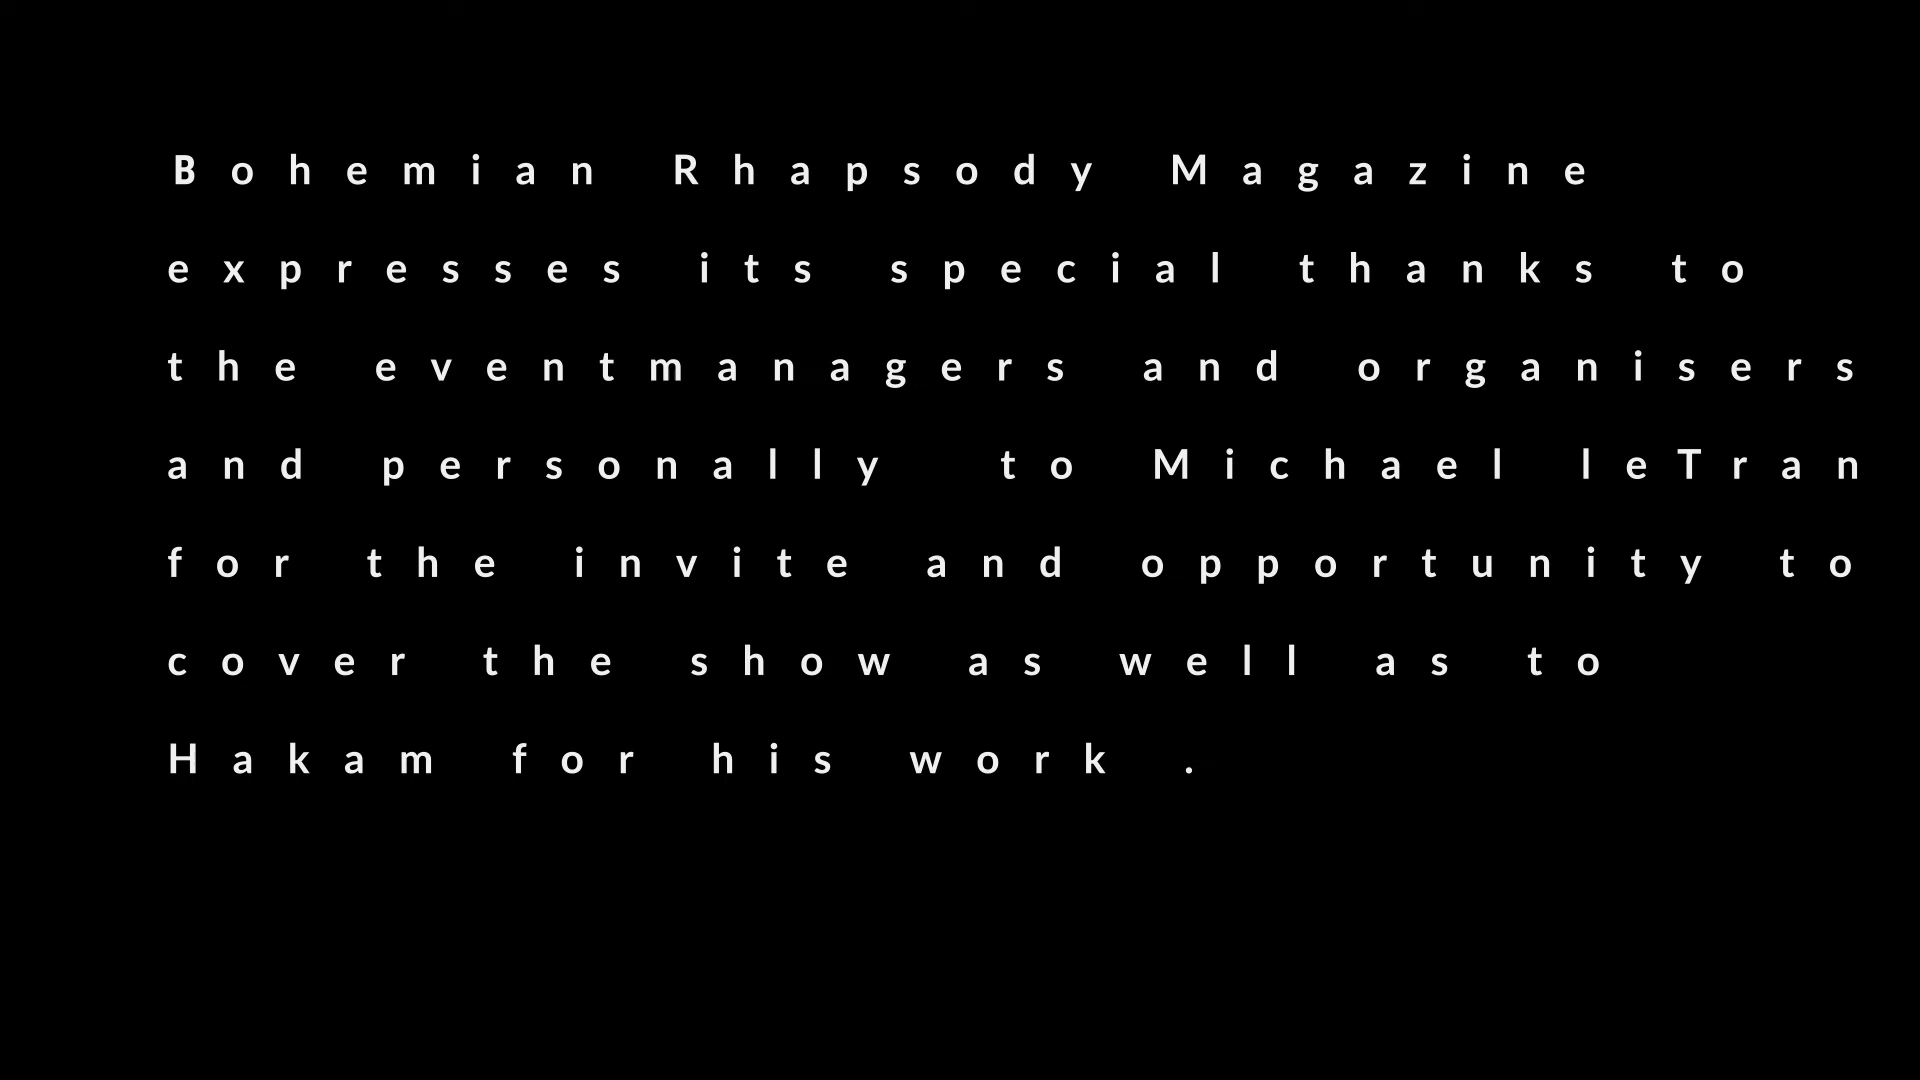 Bohemian Rhapsody Magazine
expresses its special thanks to
the eventmanagers and organisers
and personally to Michael leTran
for the invite and opportunity to
cover the show as well as to
Hakam for his work .